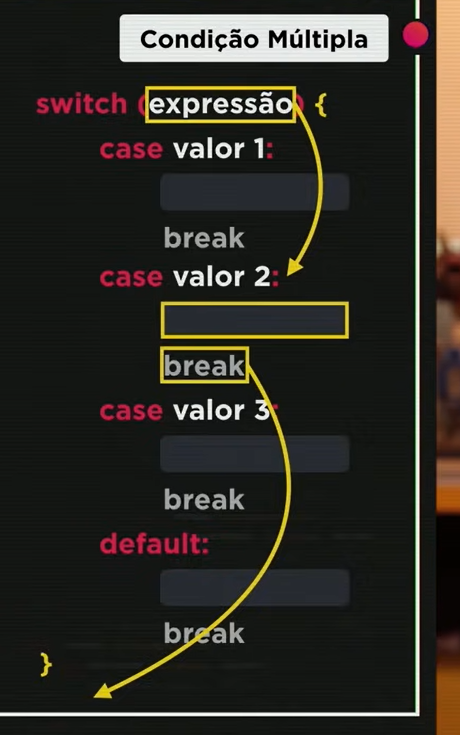 Condição Múltipla
switch (expressão) {
case valor 1:
break
case valor 2:
break
case valor 3:
break
default:
break
}